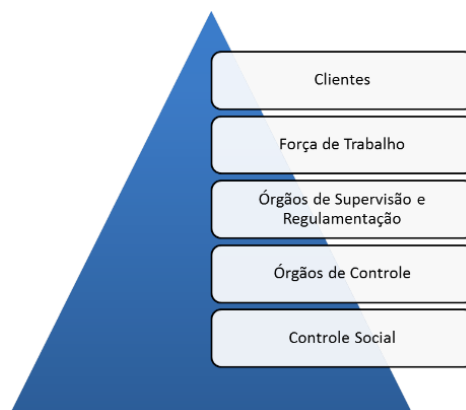 Clientes
Força de Trabalho
Órgãos de Supervisão e
Regulamentação
Órgãos de Controle
Controle Social